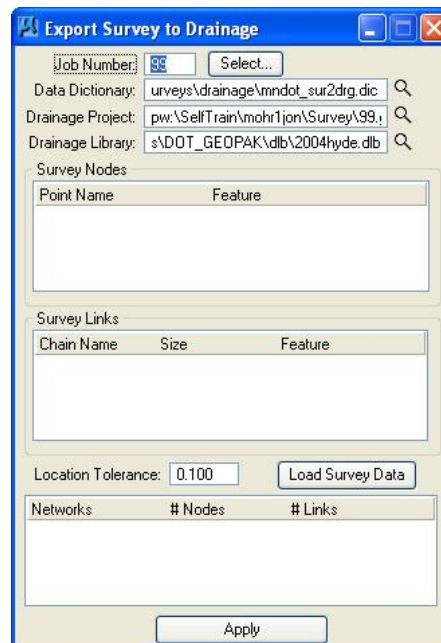 Export Survey to Drainage
Job Number: 99 Select...
Data Dictionary: urveys\drainage\mndot_sur2drg.dic
Drainage Project: pw:\SelfTrain\mohr1jon\Survey\99.
Drainage Library: s\DOT_GEOPAK\dlb\2004hyde.dlb
Survey Nodes
Point Name Feature
Survey Links
Chain Name Size Feature
Location Tolerance: 0.100 Load Survey Data
Networks # Nodes # Links
Apply